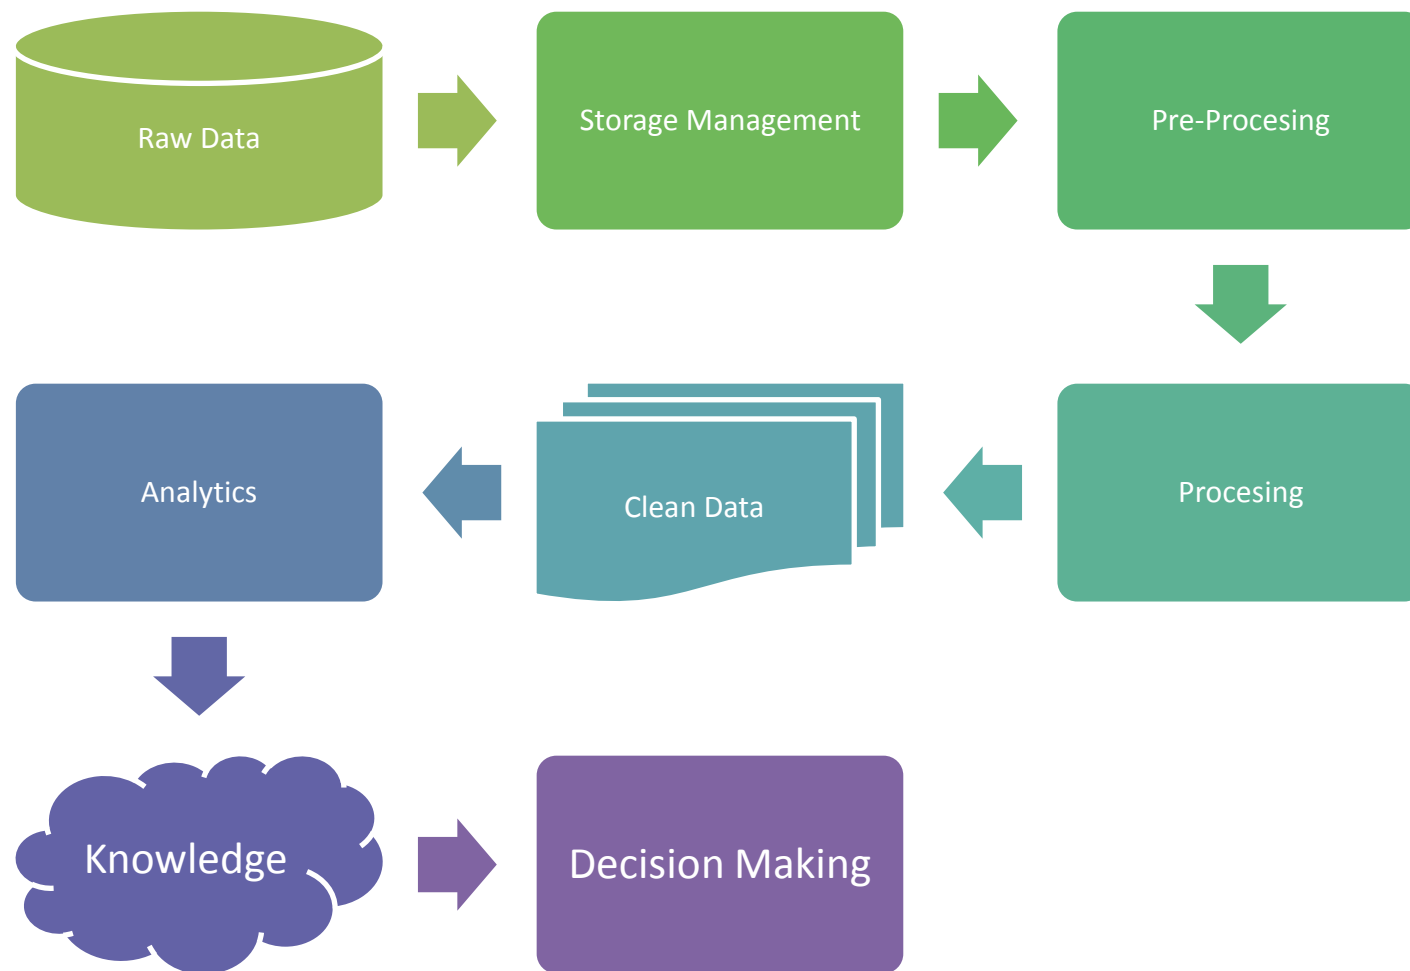 Raw Data
Storage Management
Pre-Procesing
Procesing
Clean Data
Analytics
Knowledge
Decision Making